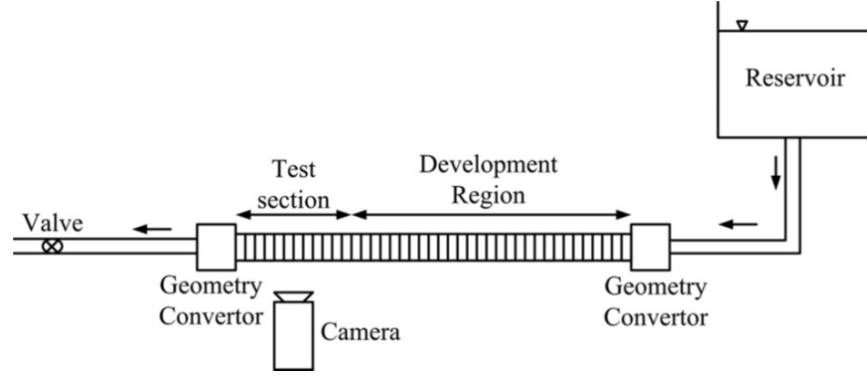 Reservoir
Test
section
Development
Region
Valve
Geometry
Convertor
Camera
Geometry
Convertor